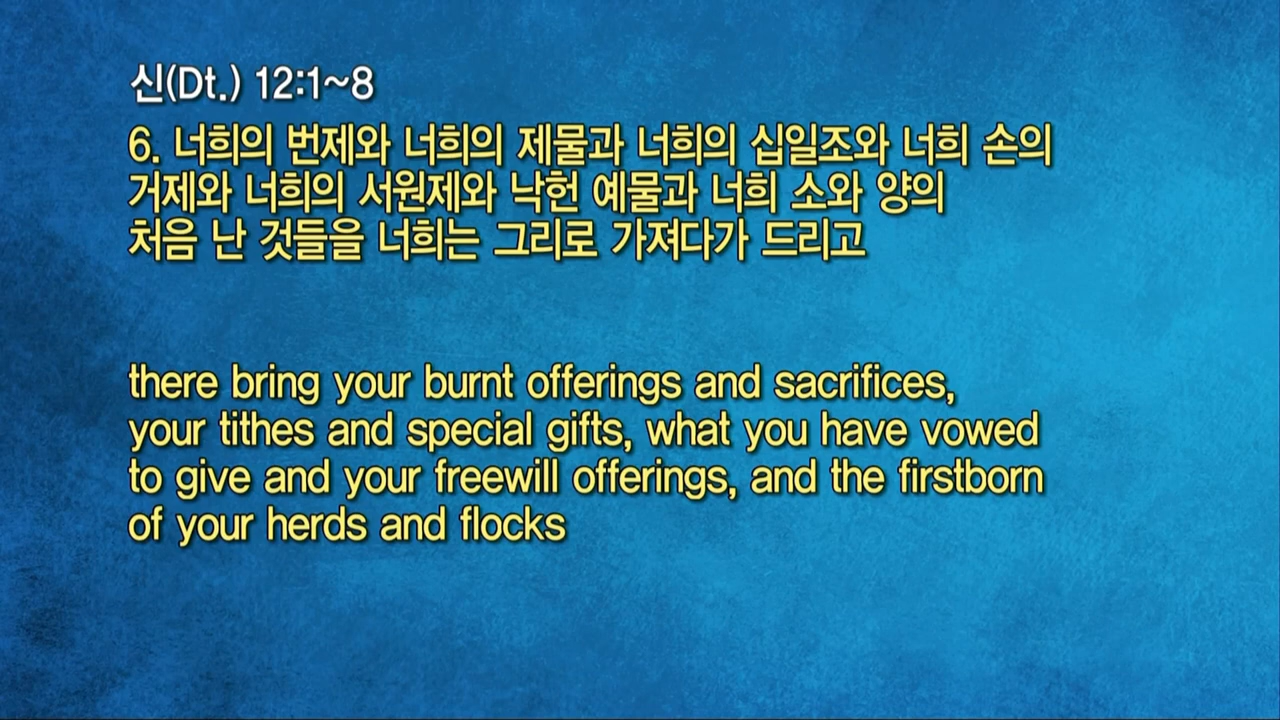 신(Dt.) 12:1~8
6. 너희의 번제와 너희의 제물과 너희의 십일조와 너희 손의
거제와 너희의 서원제와 낙헌 예물과 너희 소와 양의
처음 난 것들을 너희는 그리로 가져다가 드리고
there bring your burnt offerings and sacrifices,
your tithes and special gifts, what you have vowed
to give and your freewill offerings, and the firstborn
of your herds and flocks